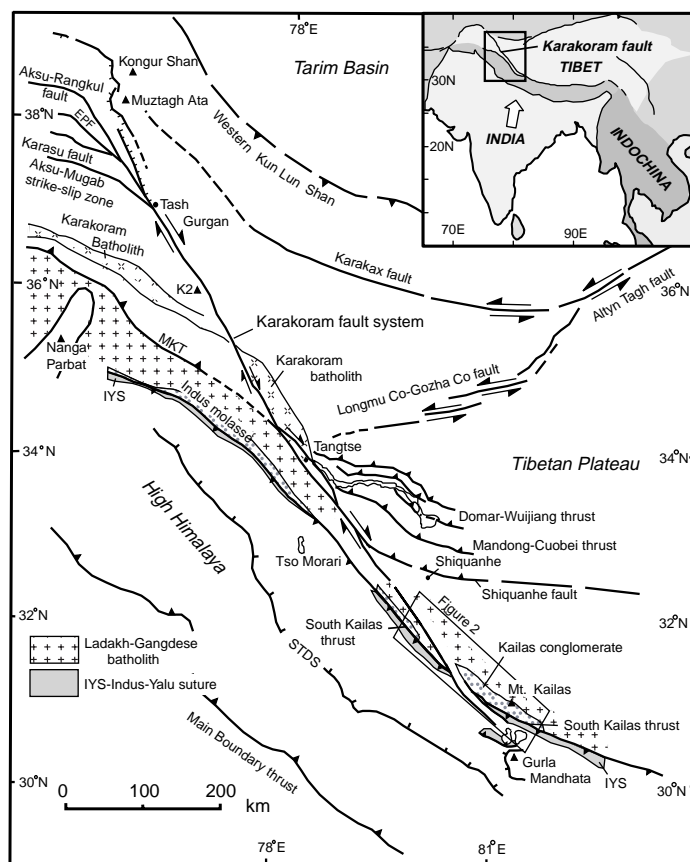 78°E
Kongur Shan
Tarim Basin
Aksu-Rangkul
fault
Muztagh Ata
38°N
EPF
Western Kun Lun Shan
Karasu fault
Aksu-Mugab
strike-slip zone
Tash
Gurgan
Karakoram
Batholith
36°N
K2
Karakax fault
36°N
Altyn Tagh fault
Karakoram fault system
MKT
Nanga
Parbat
Karakoram
batholith
IYS
Indus molasse
Longmu Co-Gozha Co fault
34°N
Tangtse
34°N
Tibetan Plateau
High Himalaya
Domar-Wuijiang thrust
Mandong-Cuobei thrust
Tso Morari
Shiquanhe
Shiquanhe fault
32°N
32°N
Figure 2
South Kailas
thrust
Kailas conglomerate
STDS
Mt. Kailas
South Kailas thrust
Ladakh-Gangdese
batholith
IYS-Indus-Yalu suture
Main Boundary thrust
30°N
Gurla
Mandhata
IYS
30°N
0
100
200
km
78°E
81°
Karakoram fault
TIBET
30N
INDIA
INDOCHINA
20N
70E
90E